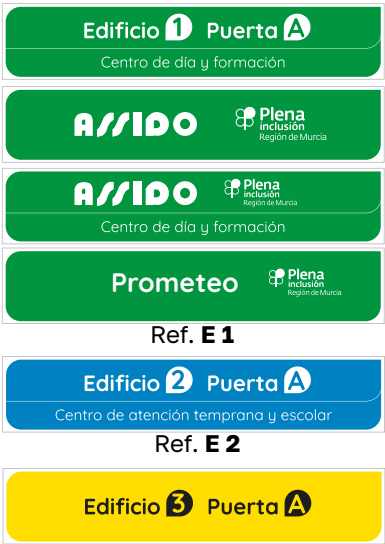 Edificio 1 Puerta A
Centro de día y formación
ASSIDO Plena
inclusión
Región de Murcia
ASSIDO Plena
inclusión
Región de Murcia
Centro de día y formación
Prometeo Plena
inclusión
Región de Murcia
Ref. E 1
Edificio 2 Puerta A
Centro de atención temprana y escolar
Ref. E 2
Edificio 3 Puerta A